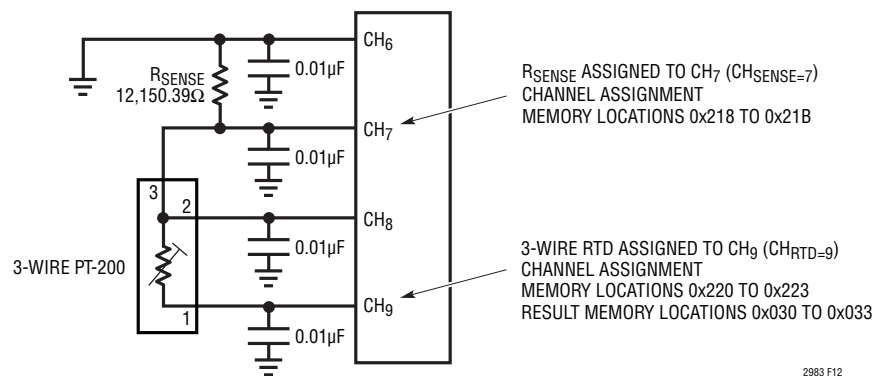 CH6
RSENSE
12,150.39Ω
0.01µF
RSENSE ASSIGNED TO CH7 (CHSENSE=7)
CHANNEL ASSIGNMENT
MEMORY LOCATIONS 0x218 TO 0x21B
CH7
0.01µF
3
2
CH8
0.01µF
3-WIRE PT-200
3-WIRE RTD ASSIGNED TO CH9 (CHRTD=9)
CHANNEL ASSIGNMENT
MEMORY LOCATIONS 0x220 TO 0x223
RESULT MEMORY LOCATIONS 0x030 TO 0x033
1
CH9
0.01µF
2983 F12